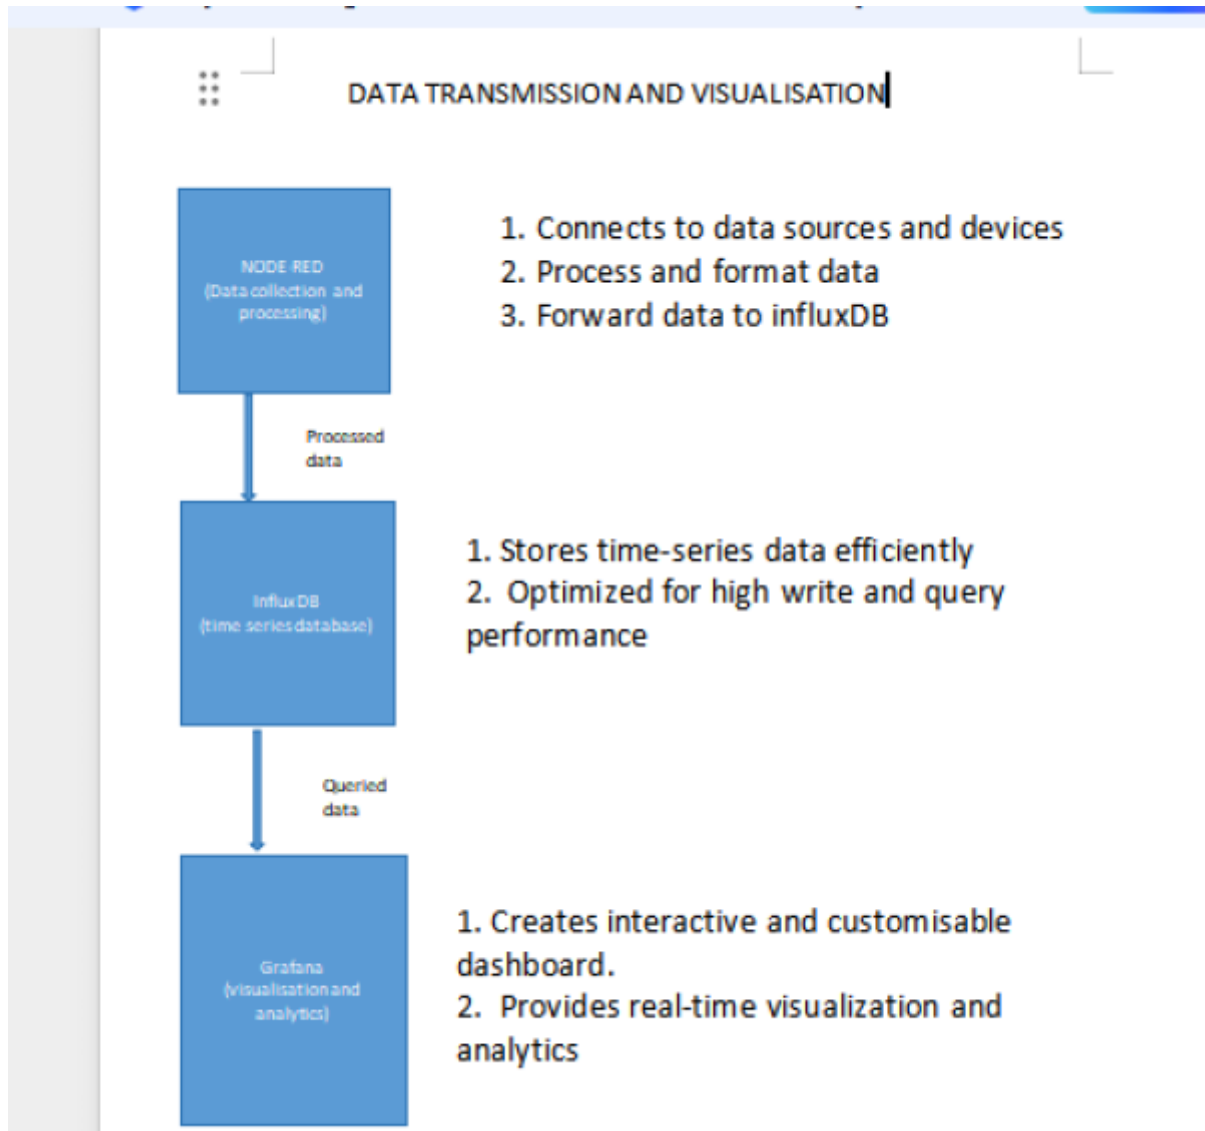 DATA TRANSMISSION AND VISUALISATION
NODE-RED
(Data collection and
processing)
1. Connects to data sources and devices
2. Process and format data
3. Forward data to influxDB
Processed
data
InfluxDB
(time series database)
1. Stores time-series data efficiently
2. Optimized for high write and query
performance
Queried
data
Grafana
(visualisation and
analytics)
1. Creates interactive and customisable
dashboard.
2. Provides real-time visualization and
analytics